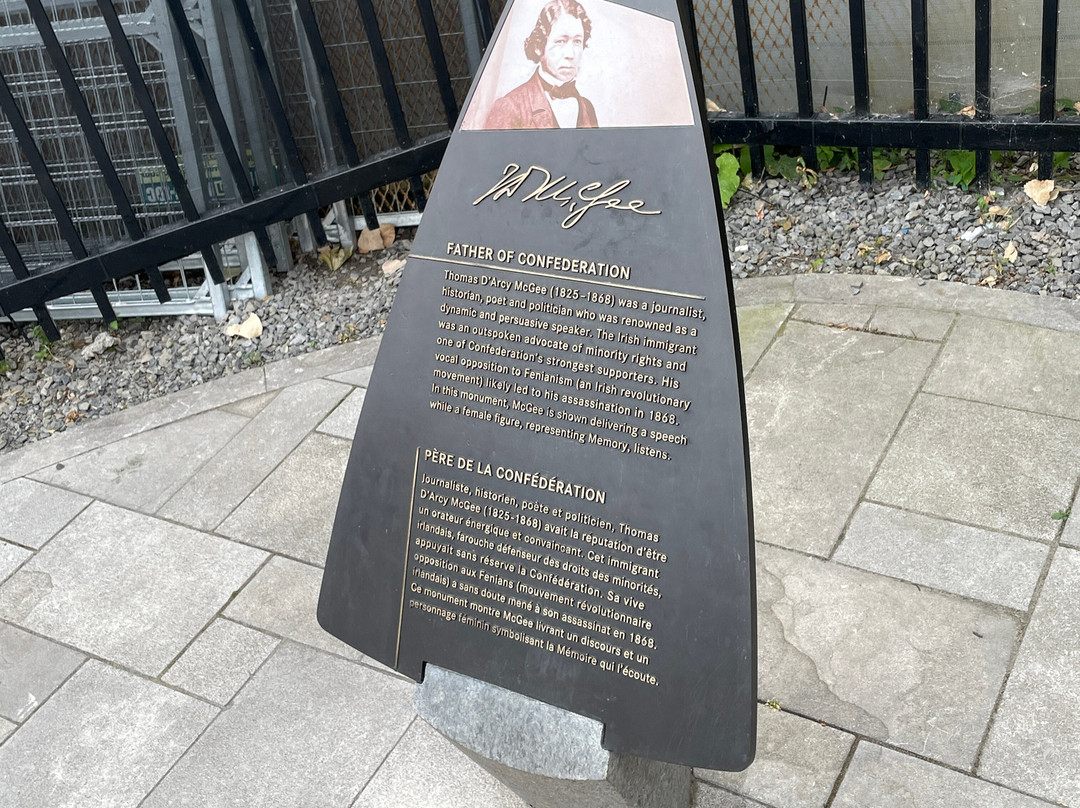 T D McGee
FATHER OF CONFEDERATION
Thomas D'Arcy McGee (1825-1868) was a journalist,
historian, poet and politician who was renowned as a
dynamic and persuasive speaker. The Irish immigrant
was an outspoken advocate of minority rights and
one of Confederation's strongest supporters. His
vocal opposition to Fenianism (an Irish revolutionary
movement) likely led to his assassination in 1868.
In this monument, McGee is shown delivering a speech
while a female figure, representing Memory, listens.
PÈRE DE LA CONFÉDÉRATION
Journaliste, historien, poète et politicien, Thomas
D'Arcy McGee (1825-1868) avait la réputation d'être
un orateur énergique et convaincant. Cet immigrant
irlandais, farouche défenseur des droits des minorités,
appuyait sans réserve la Confédération. Sa vive
opposition aux Fenians (mouvement révolutionnaire
irlandais) a sans doute mené à son assassinat en 1868.
Ce monument montre McGee livrant un discours et un
personnage féminin symbolisant la Mémoire qui l'écoute.